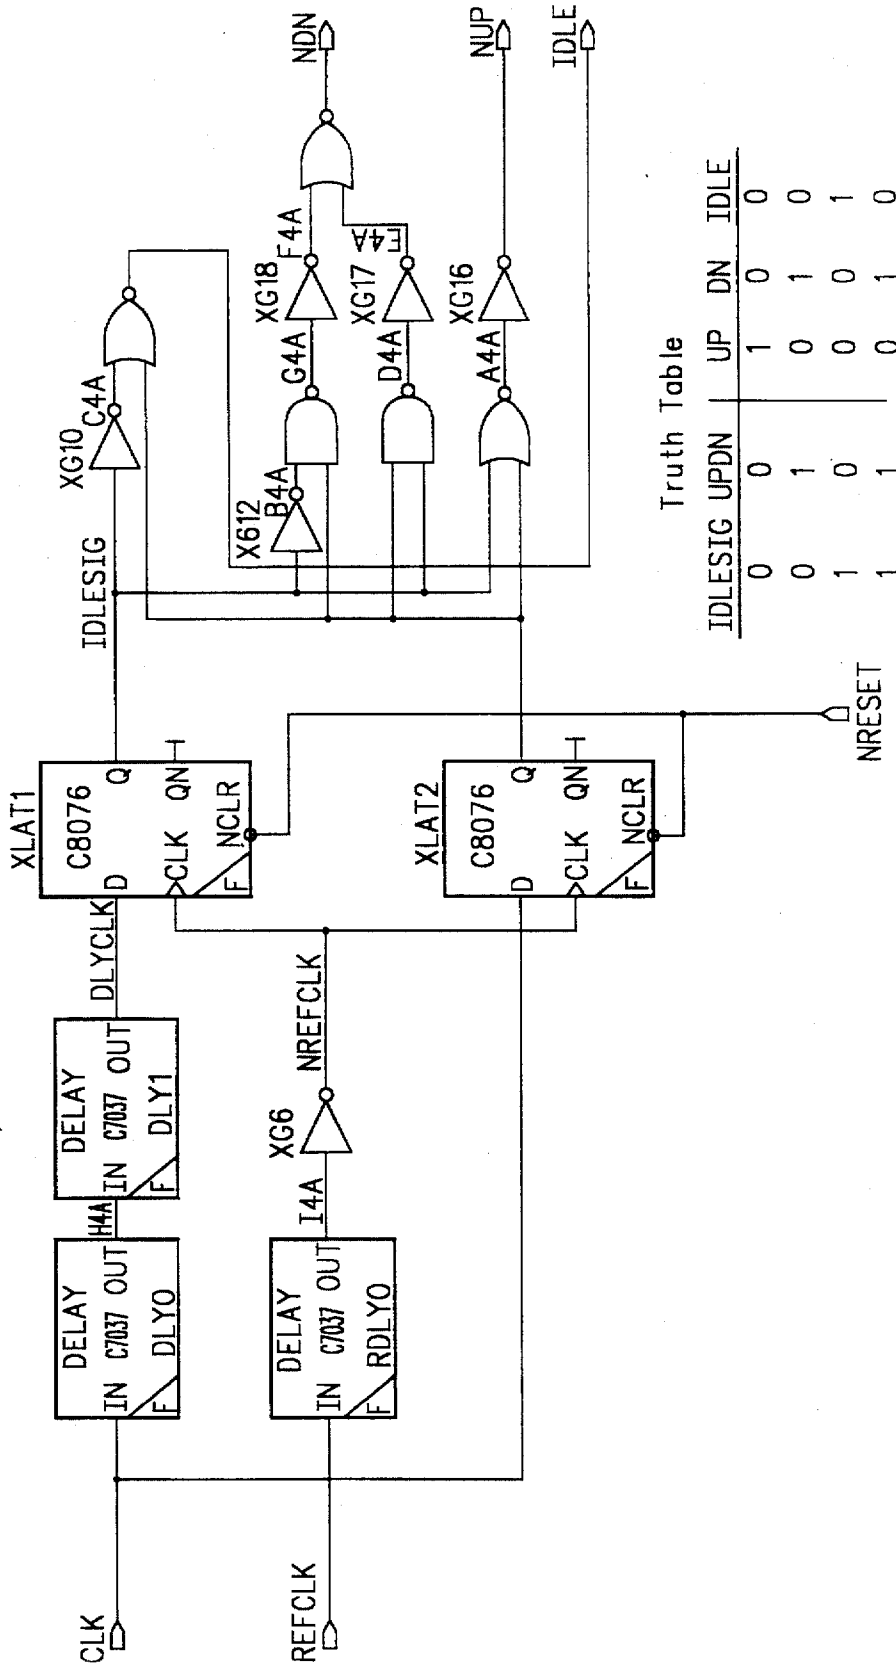 CLK
REFCLK
DELAY
IN C7037 OUT
F DLY0
H4A
DELAY
IN C7037 OUT
F DLY1
DLYCLK
DELAY
IN C7037 OUT
F RDLY0
I4A
XG6
NREFCLK
XLAT1
C8076
D Q
CLK QN
F NCLR
XLAT2
C8076
D Q
CLK QN
F NCLR
NRESET
IDLESIG
XG10
C4A
X612
B4A
G4A
XG18
F4A
D4A
XG17
E4A
A4A
XG16
NDN
NUP
IDLE
Truth Table
IDLESIG UPDN UP DN IDLE
0 0 1 0 0
0 1 0 1 0
1 0 0 0 1
1 1 0 1 0